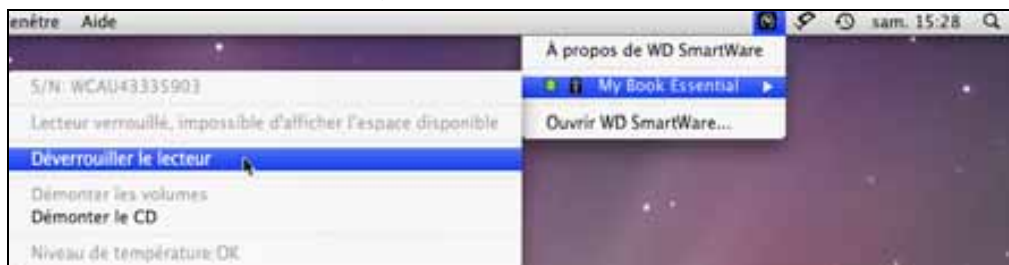 enêtre Aide sam. 15:28
À propos de WD SmartWare
My Book Essential
Ouvrir WD SmartWare...
S/N: WCAU43335903
Lecteur verrouillé, impossible d'afficher l'espace disponible
Déverrouiller le lecteur
Démonter les volumes
Démonter le CD
Niveau de température:OK